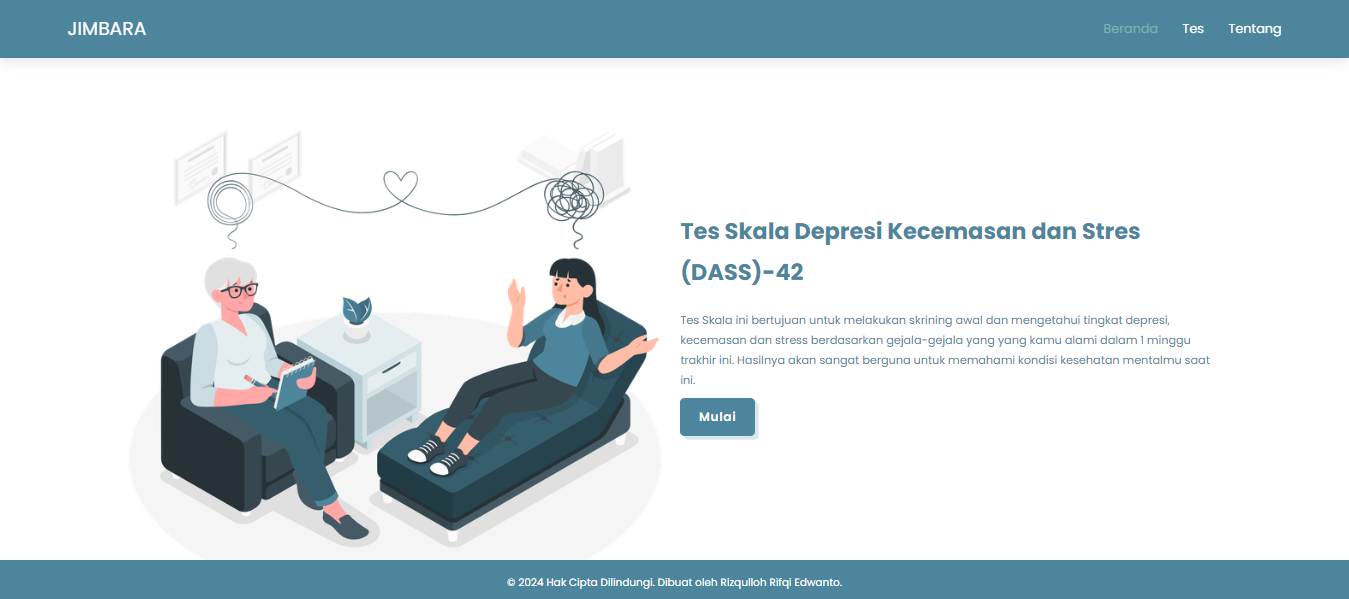 JIMBARA
Beranda Tes Tentang
Tes Skala Depresi Kecemasan dan Stres
(DASS)-42
Tes Skala ini bertujuan untuk melakukan skrining awal dan mengetahui tingkat depresi,
kecemasan dan stress berdasarkan gejala-gejala yang yang kamu alami dalam 1 minggu
trakhir ini. Hasilnya akan sangat berguna untuk memahami kondisi kesehatan mentalmu saat
ini.
Mulai
© 2024 Hak Cipta Dilindungi. Dibuat oleh Rizqulloh Rifqi Edwanto.